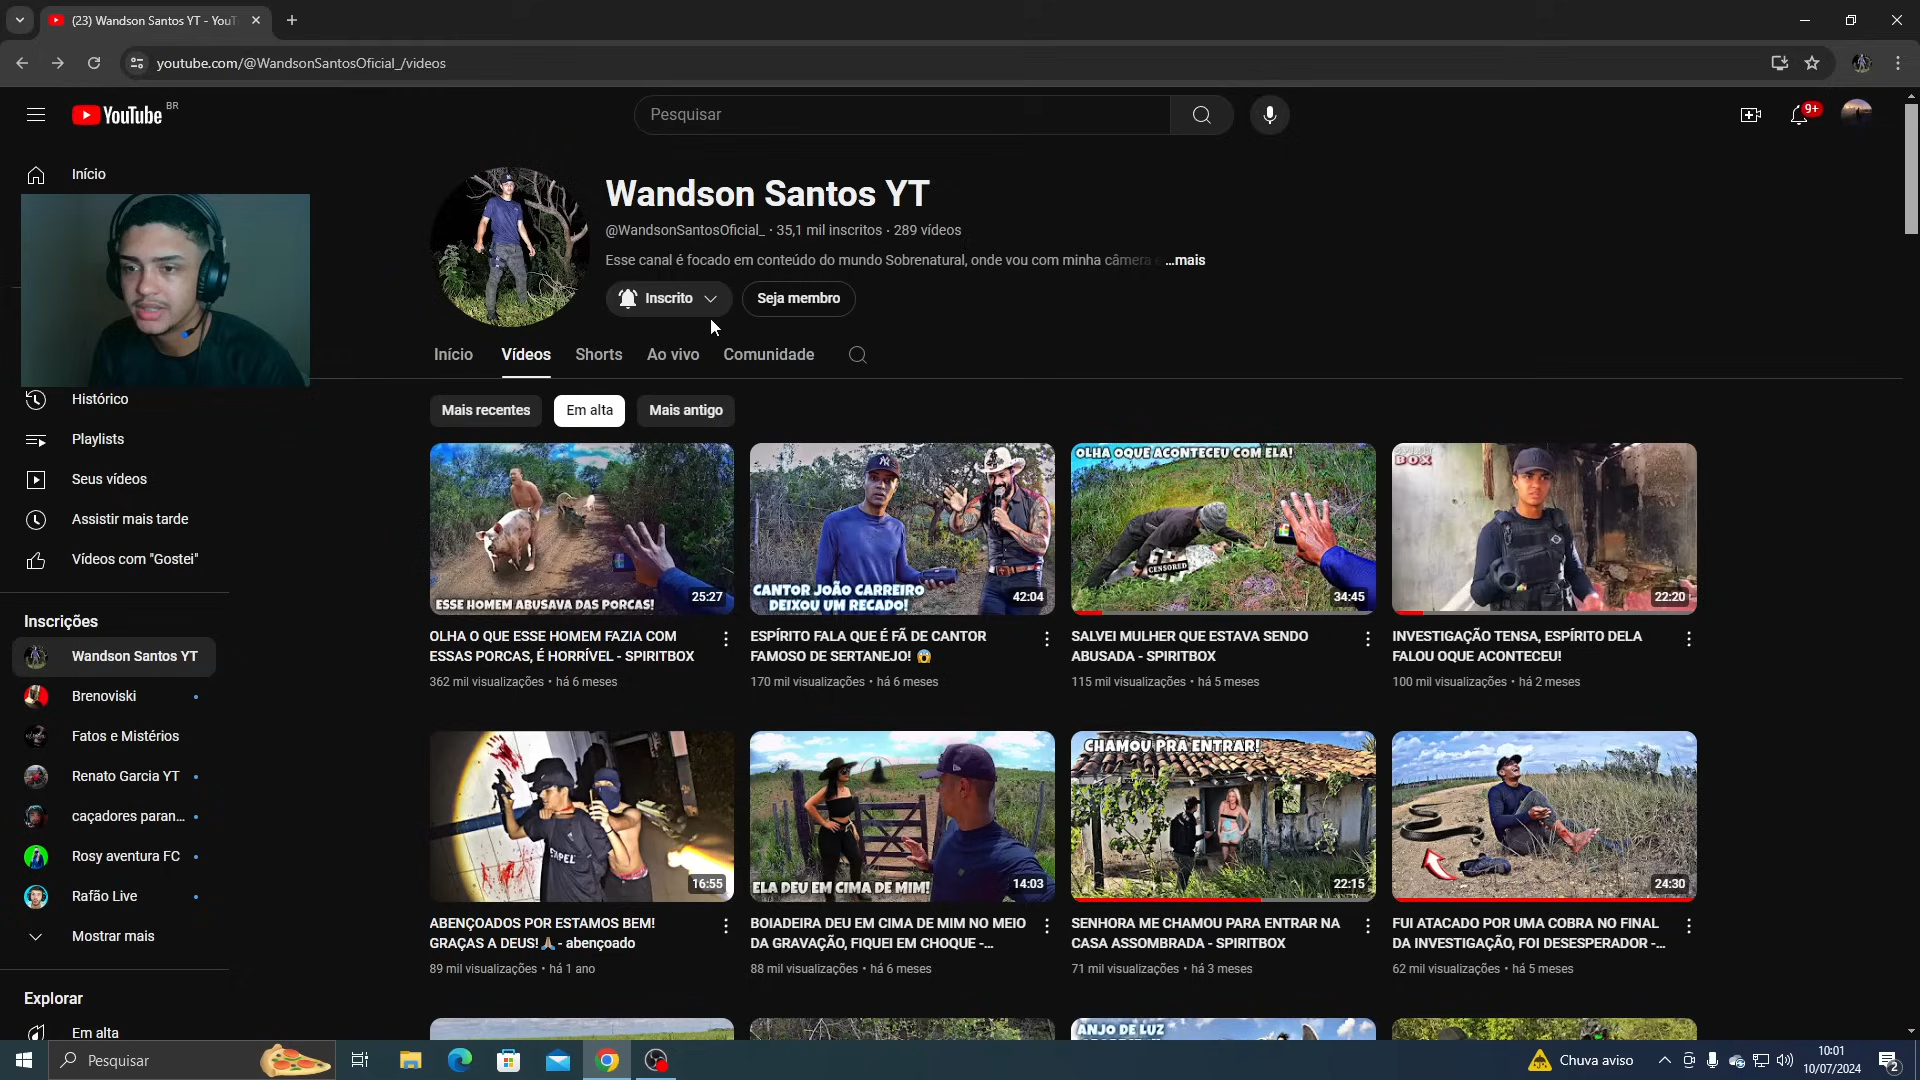 (23) Wandson Santos YT - YouT
youtube.com/@WandsonSantosOficial_/videos
YouTube BR
Pesquisar
9+
Início
Wandson Santos YT
@WandsonSantosOficial_ · 35,1 mil inscritos · 289 vídeos
Esse canal é focado em conteúdo do mundo Sobrenatural, onde vou com minha câmera e ...mais
Inscrito
Seja membro
Início
Vídeos
Shorts
Ao vivo
Comunidade
Histórico
Playlists
Seus vídeos
Assistir mais tarde
Vídeos com "Gostei"
Inscrições
Wandson Santos YT
Brenoviski
Fatos e Mistérios
Renato Garcia YT
caçadores paran...
Rosy aventura FC
Rafão Live
Mostrar mais
Explorar
Em alta
Mais recentes
Em alta
Mais antigo
ESSE HOMEM ABUSAVA DAS PORCAS!
25:27
OLHA O QUE ESSE HOMEM FAZIA COM
ESSAS PORCAS, É HORRÍVEL - SPIRITBOX
362 mil visualizações · há 6 meses
CANTOR JOÃO CARREIRO
DEIXOU UM RECADO!
42:04
ESPÍRITO FALA QUE É FÃ DE CANTOR
FAMOSO DE SERTANEJO! 😱
170 mil visualizações · há 6 meses
OLHA OQUE ACONTECEU COM ELA!
CENSORED
34:45
SALVEI MULHER QUE ESTAVA SENDO
ABUSADA - SPIRITBOX
115 mil visualizações · há 5 meses
BOX
22:20
INVESTIGAÇÃO TENSA, ESPÍRITO DELA
FALOU OQUE ACONTECEU!
100 mil visualizações · há 2 meses
16:55
ABENÇOADOS POR ESTAMOS BEM!
GRAÇAS A DEUS!🙏🏽 - abençoado
89 mil visualizações · há 1 ano
ELA DEU EM CIMA DE MIM!
14:03
BOIADEIRA DEU EM CIMA DE MIM NO MEIO
DA GRAVAÇÃO, FIQUEI EM CHOQUE -...
88 mil visualizações · há 6 meses
CHAMOU PRA ENTRAR!
22:15
SENHORA ME CHAMOU PARA ENTRAR NA
CASA ASSOMBRADA - SPIRITBOX
71 mil visualizações · há 3 meses
24:30
FUI ATACADO POR UMA COBRA NO FINAL
DA INVESTIGAÇÃO, FOI DESESPERADOR -...
62 mil visualizações · há 5 meses
ANJO DE LUZ
Pesquisar
Chuva aviso
10:01
10/07/2024
2